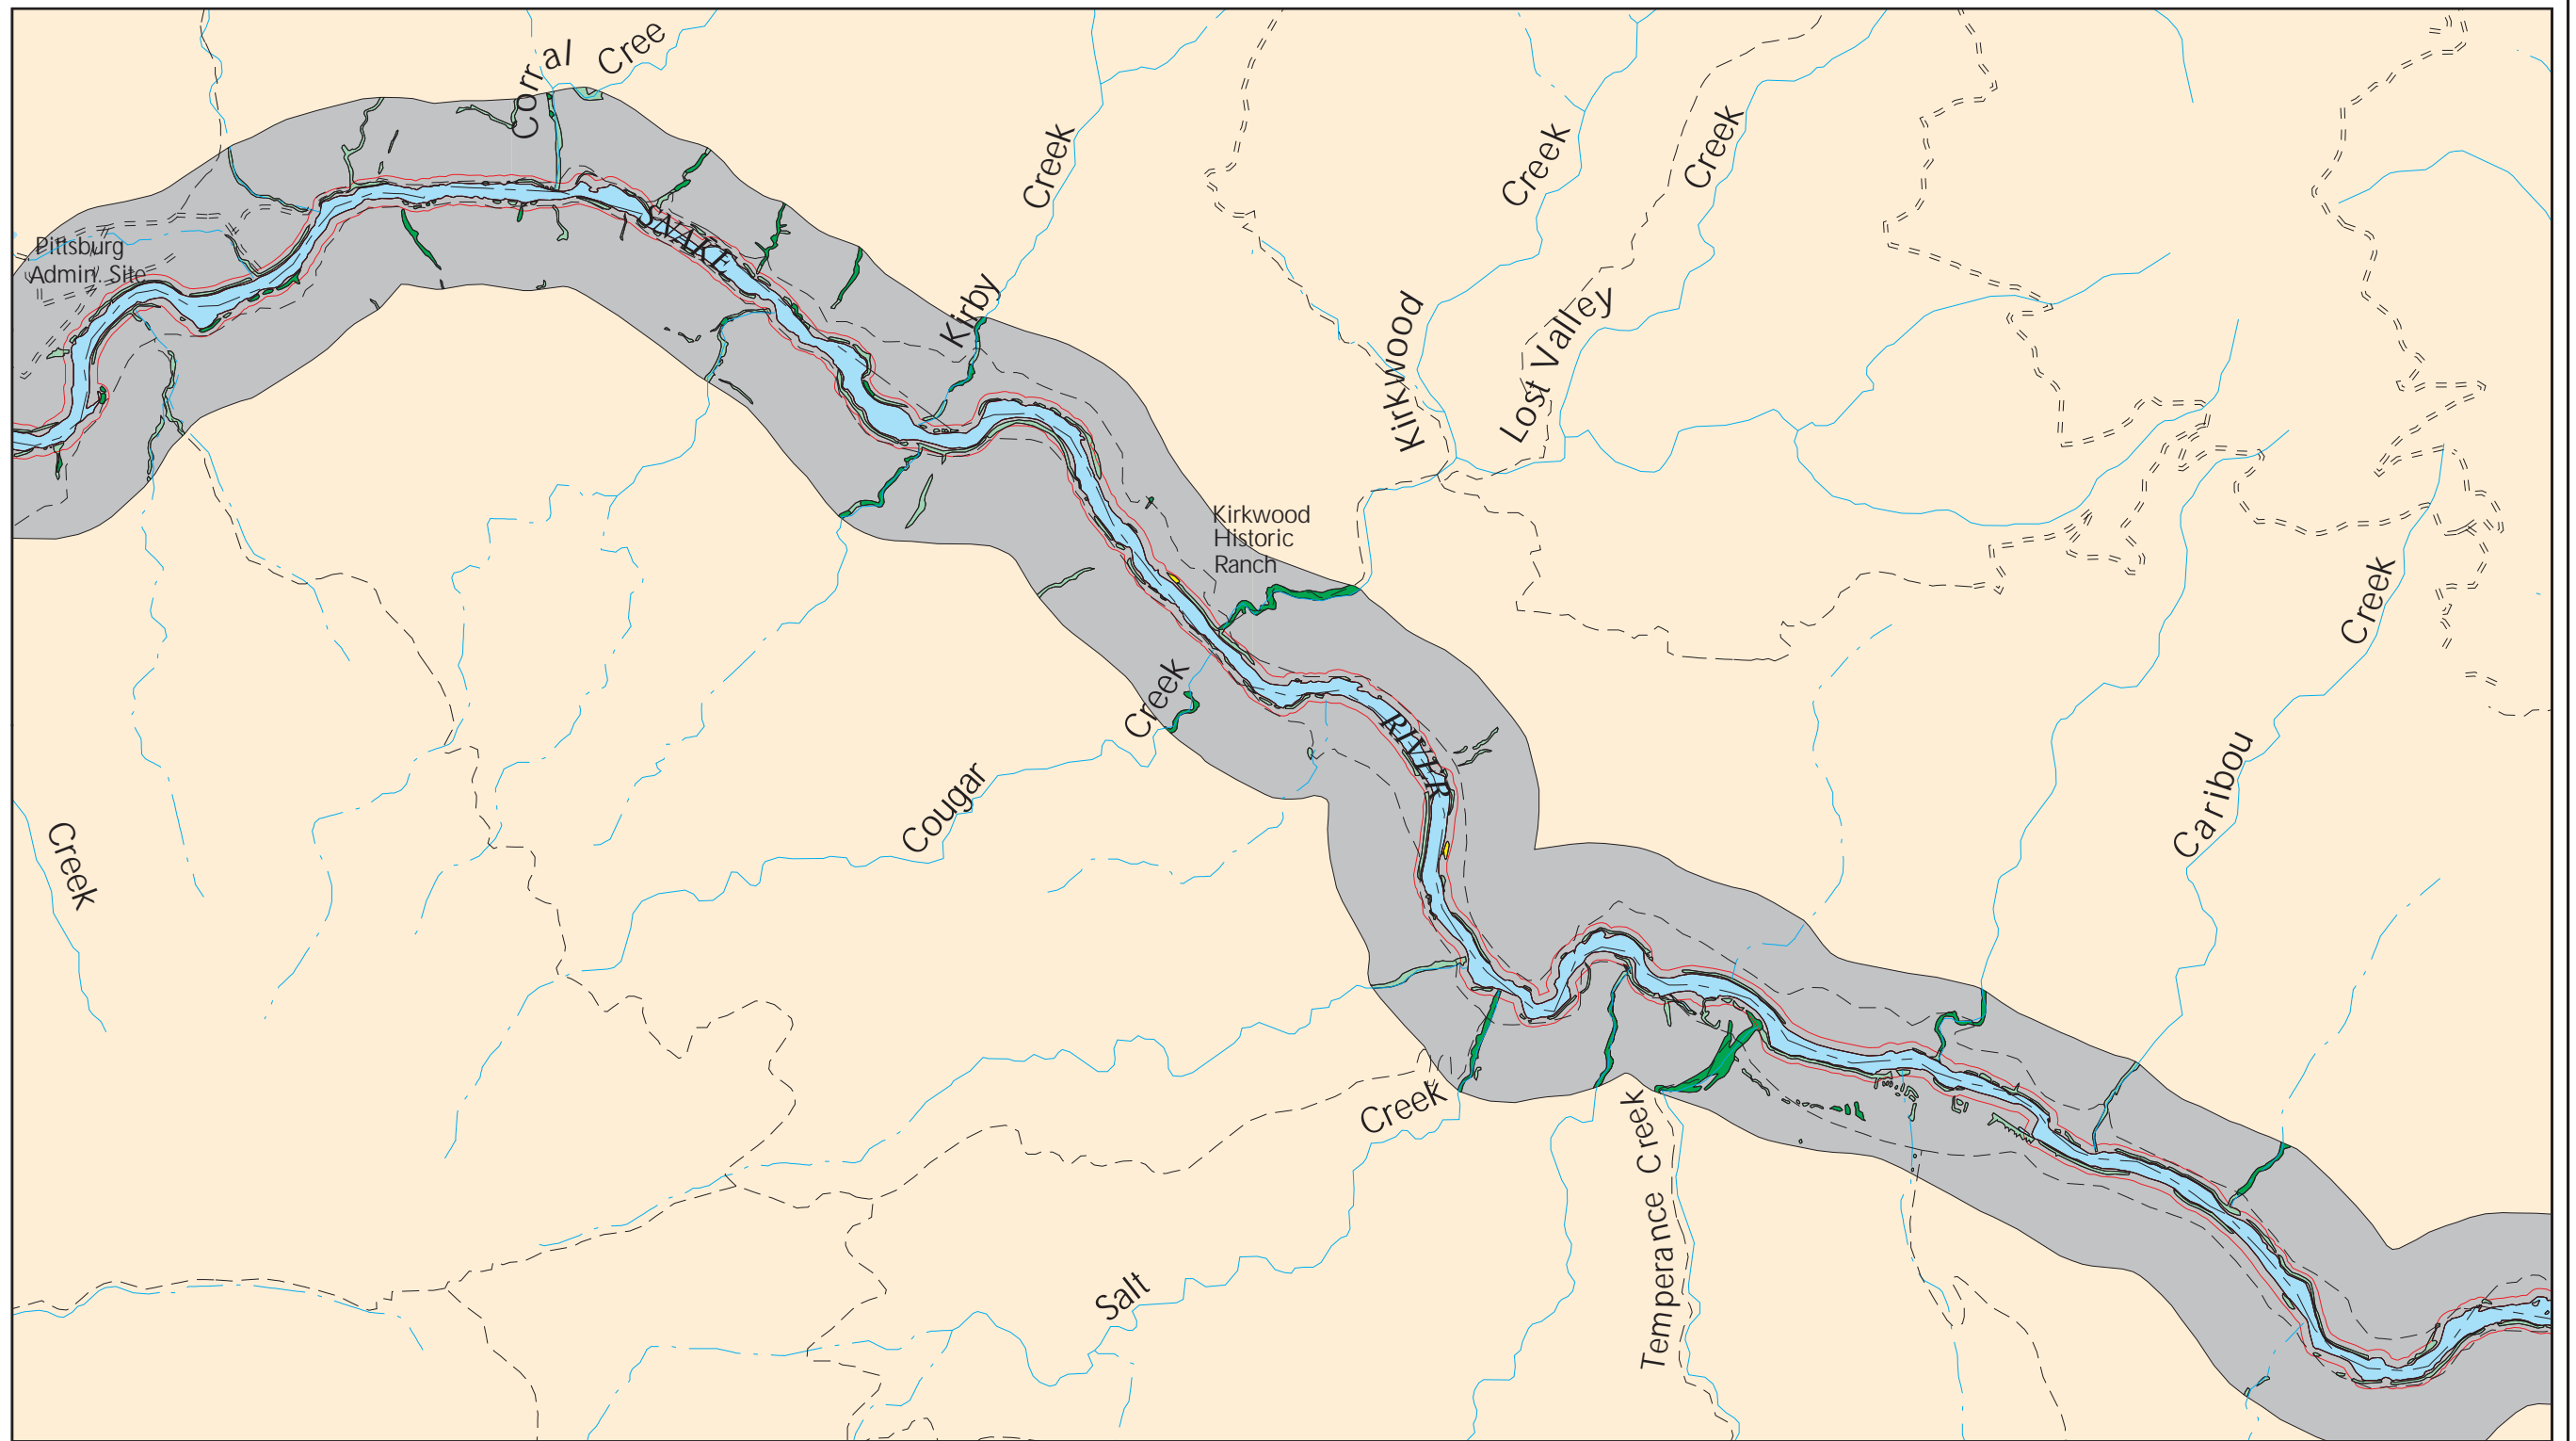 Corral Cree
Creek
Creek
Creek
SNAKE
Pittsburg
Admin. Site
Kirby
Kirkwood
Lost Valley
Kirkwood
Historic
Ranch
Creek
Creek
RIVER
Cougar
Caribou
Creek
Creek
Temperance Creek
Salt